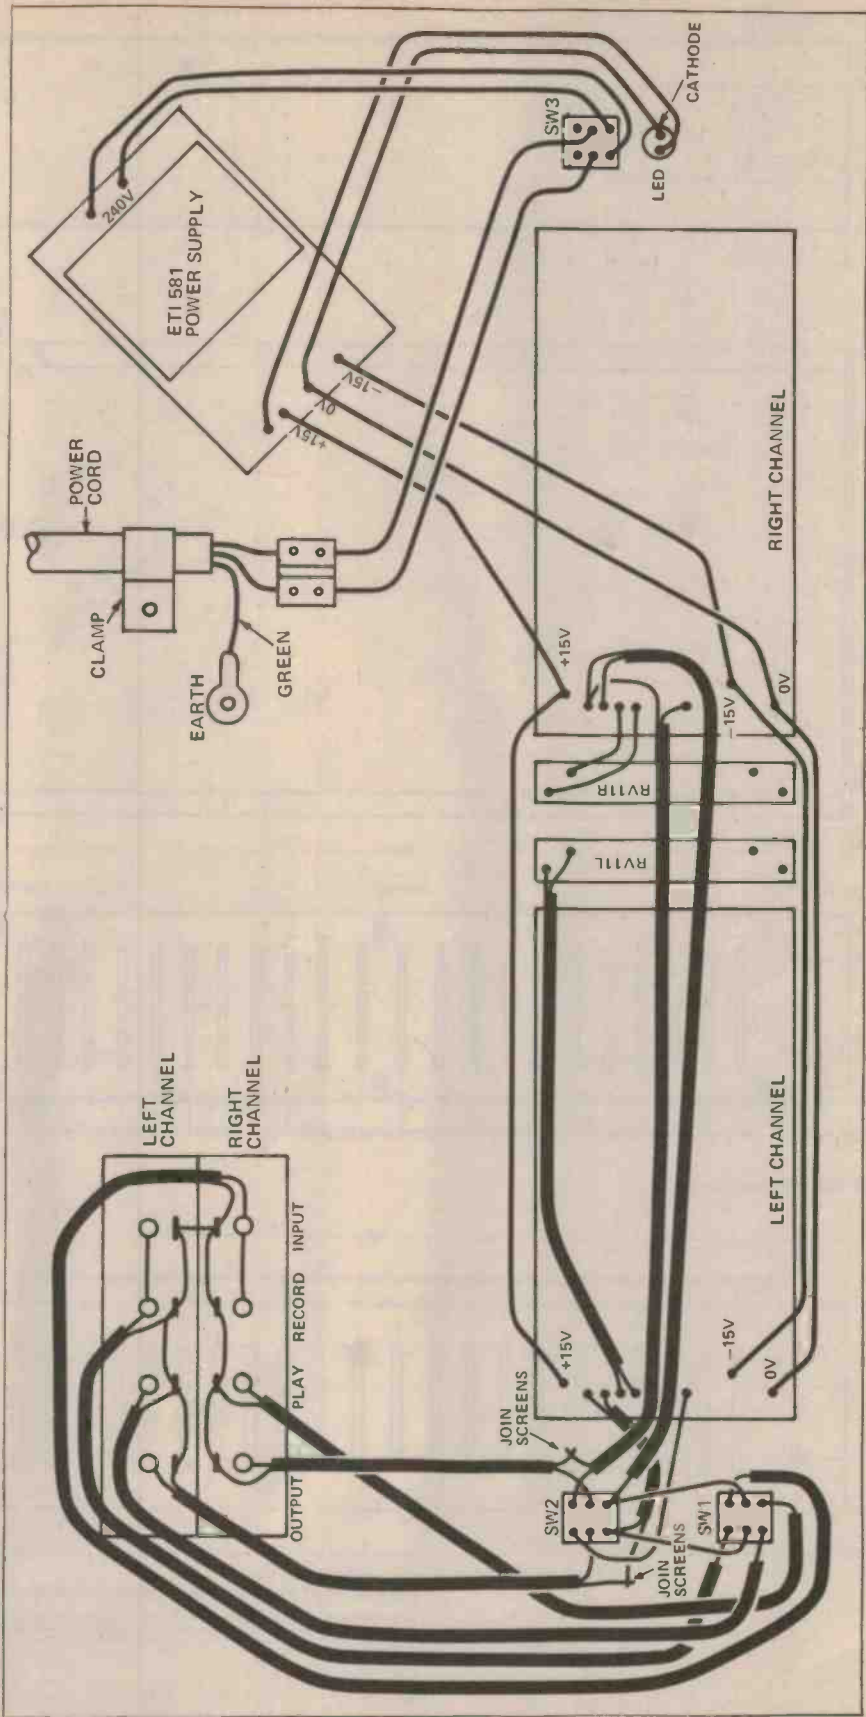 CATHODE
LED
SW3
240V
ETI 581
POWER SUPPLY
+15V
0V
–15V
POWER
CORD
CLAMP
EARTH
GREEN
RIGHT CHANNEL
+15V
–15V
0V
RV11R
RV11L
LEFT CHANNEL
+15V
–15V
0V
LEFT
CHANNEL
RIGHT
CHANNEL
OUTPUT PLAY RECORD INPUT
JOIN
SCREENS
SW2
SW1
JOIN
SCREENS